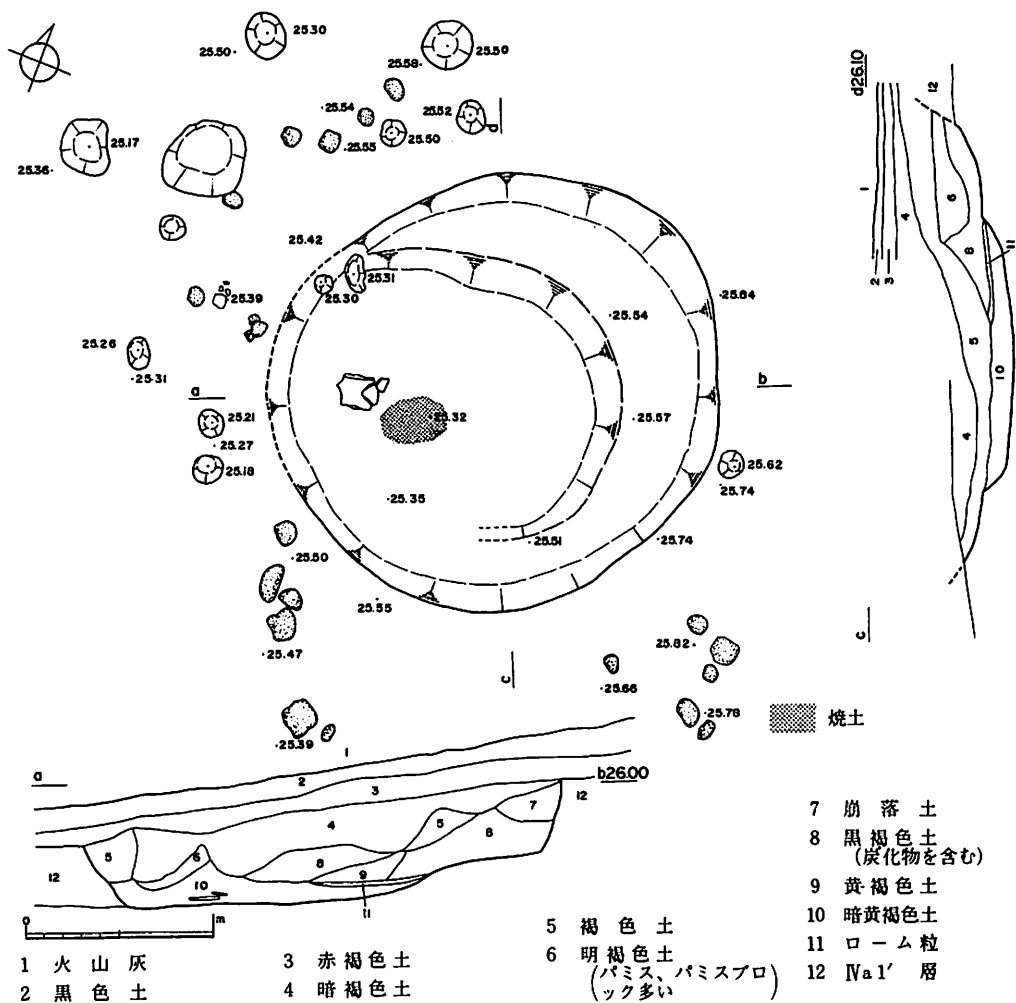 25.50
25.30
25.58
25.50
25.54
25.52
25.50
25.55
d
25.17
25.36
25.42
25.31
25.30
25.39
25.26
25.31
a
25.21
25.27
25.18
25.32
25.35
25.54
25.57
25.64
b
25.62
25.74
25.74
25.51
25.50
25.55
25.47
c
25.66
25.82
25.78
25.39
焼土
d26.10
12
1
2
3
4
6
8
11
5
10
4
c
a
b26.00
1
2
3
4
5
6
8
5
7
12
8
9
10
11
12
0 m
1 火山灰
2 黒色土
3 赤褐色土
4 暗褐色土
5 褐色土
6 明褐色土
(パミス、パミスブロック多い)
7 崩落土
8 黒褐色土
(炭化物を含む)
9 黄褐色土
10 暗黄褐色土
11 ローム粒
12 Ⅳa1′層